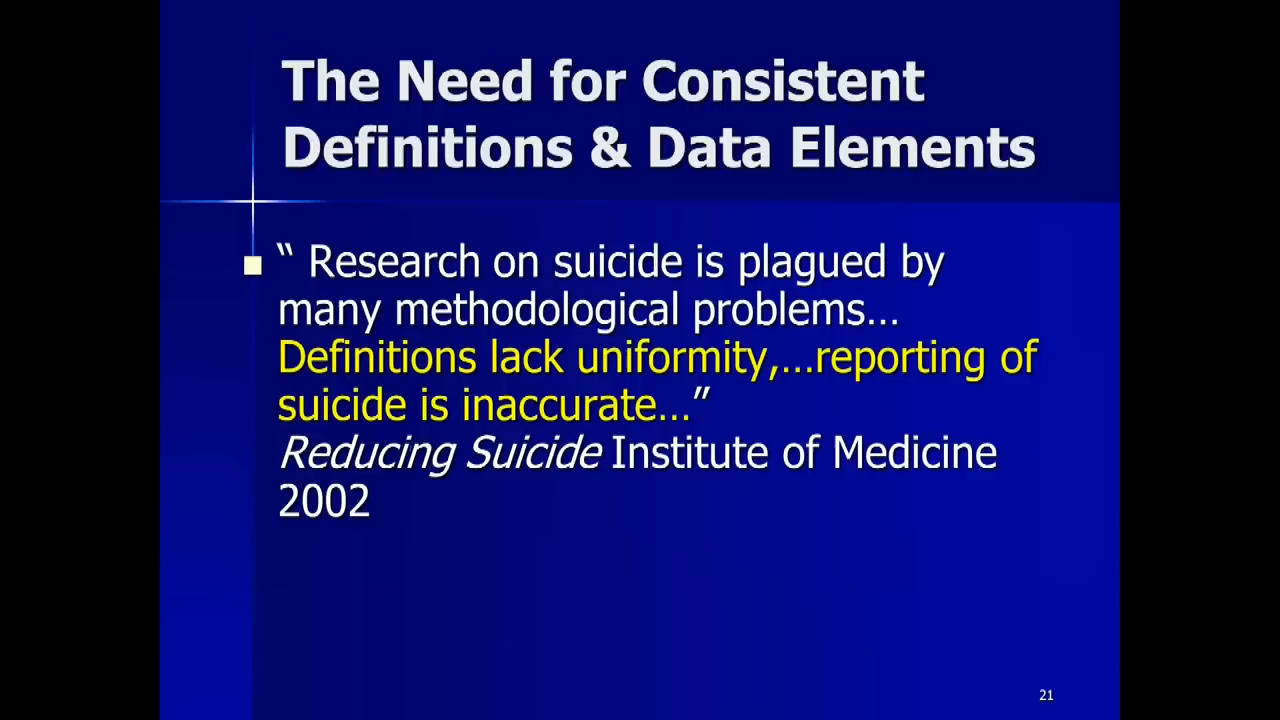 The Need for Consistent
Definitions & Data Elements
“ Research on suicide is plagued by
many methodological problems…
Definitions lack uniformity,…reporting of
suicide is inaccurate…”
Reducing Suicide Institute of Medicine
2002
21